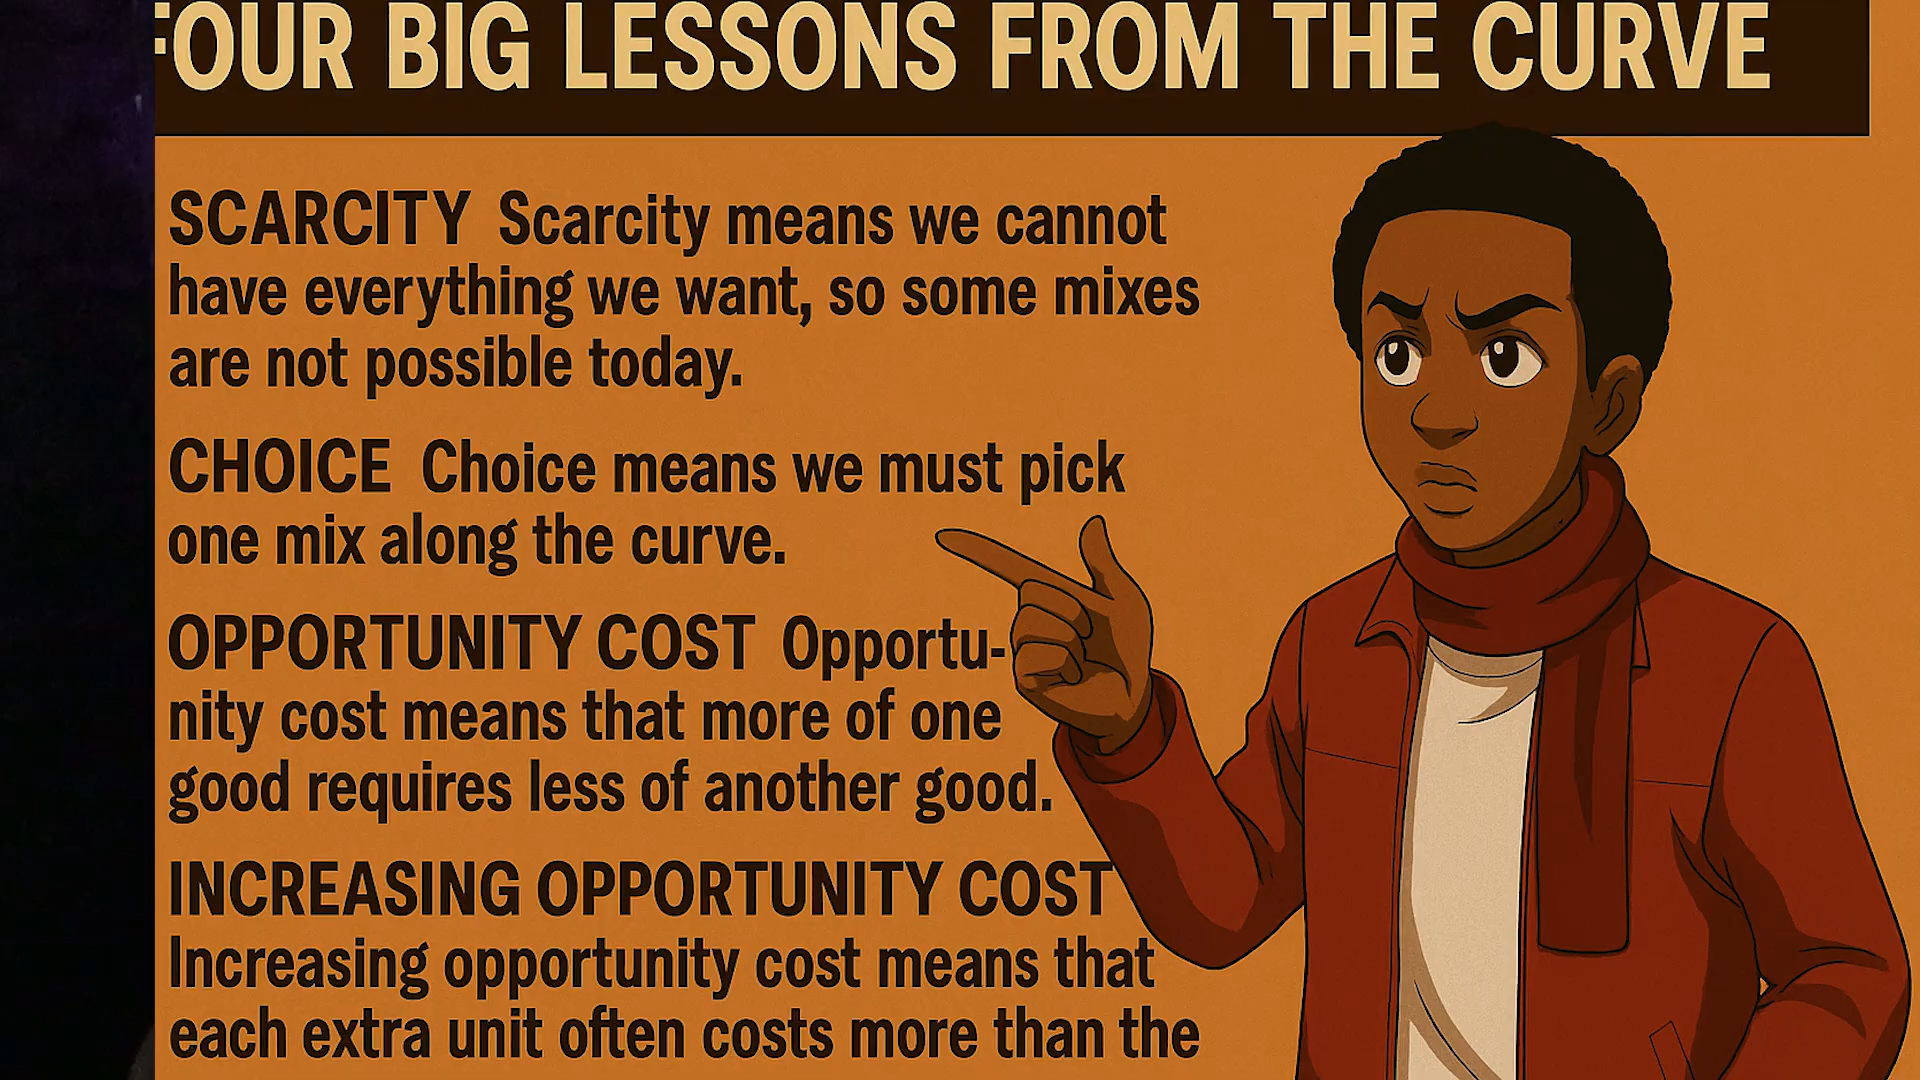 FOUR BIG LESSONS FROM THE CURVE
SCARCITY Scarcity means we cannot
have everything we want, so some mixes
are not possible today.
CHOICE Choice means we must pick
one mix along the curve.
OPPORTUNITY COST Opportu-
nity cost means that more of one
good requires less of another good.
INCREASING OPPORTUNITY COST
Increasing opportunity cost means that
each extra unit often costs more than the